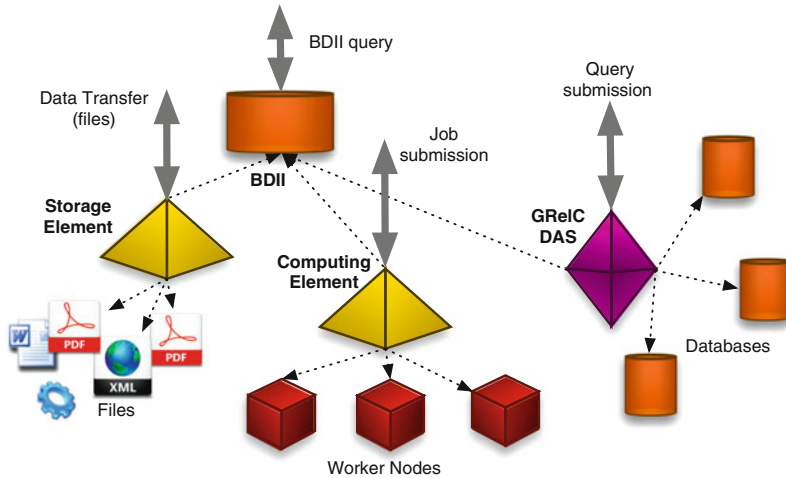 BDII query
Query
submission
Data Transfer
(files)
Job
submission
BDII
Storage
Element
GRelC
DAS
Computing
Element
W
PDF
PDF
XML
Files
Databases
Worker Nodes